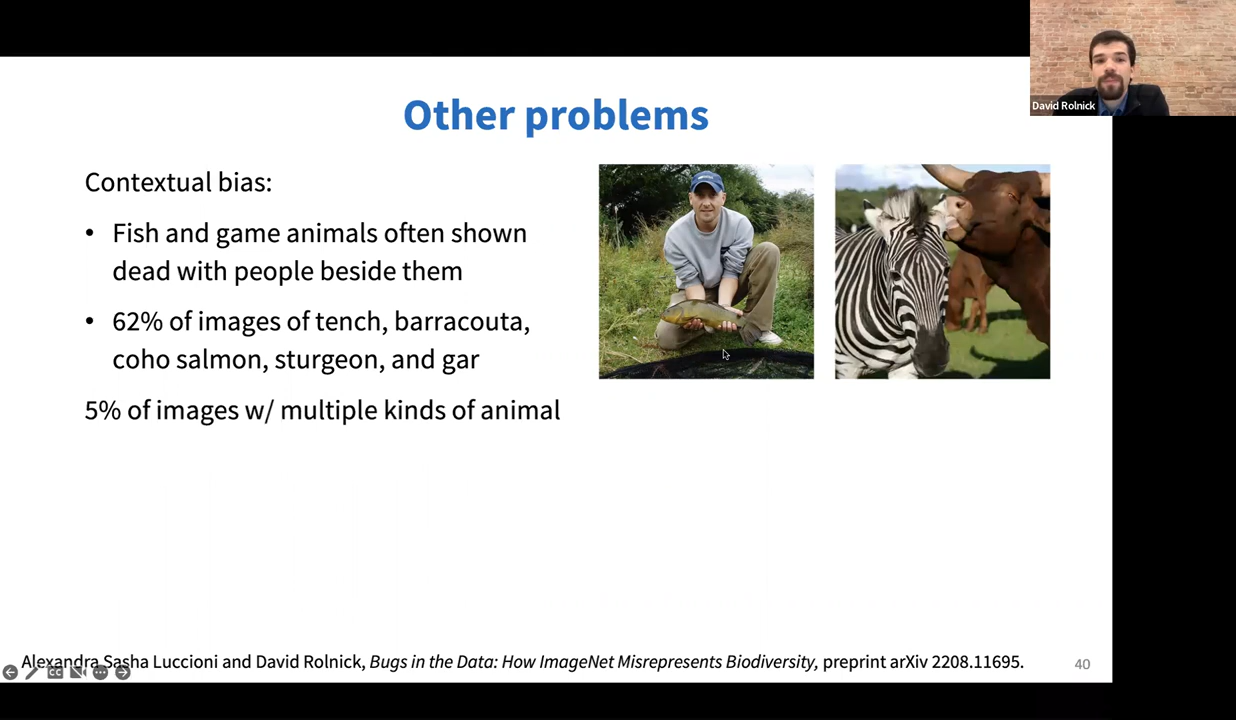 Other problems
David Rolnick
Contextual bias:
• Fish and game animals often shown
dead with people beside them
• 62% of images of tench, barracouta,
coho salmon, sturgeon, and gar
5% of images w/ multiple kinds of animal
Alexandra Sasha Luccioni and David Rolnick, Bugs in the Data: How ImageNet Misrepresents Biodiversity, preprint arXiv 2208.11695.
40